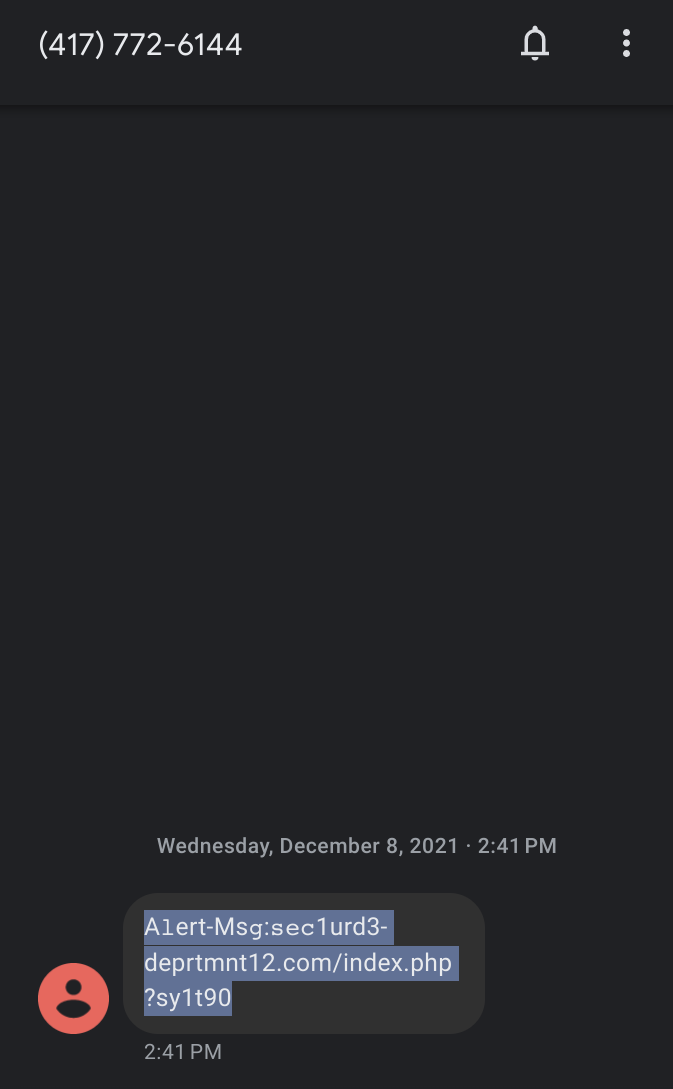 (417) 772-6144
Wednesday, December 8, 2021 · 2:41 PM
A𝚕ert-Ms𝚐:𝚜𝚎𝚌1urd3-
deprtmnt12.com/index.php
?sy1t90
2:41 PM